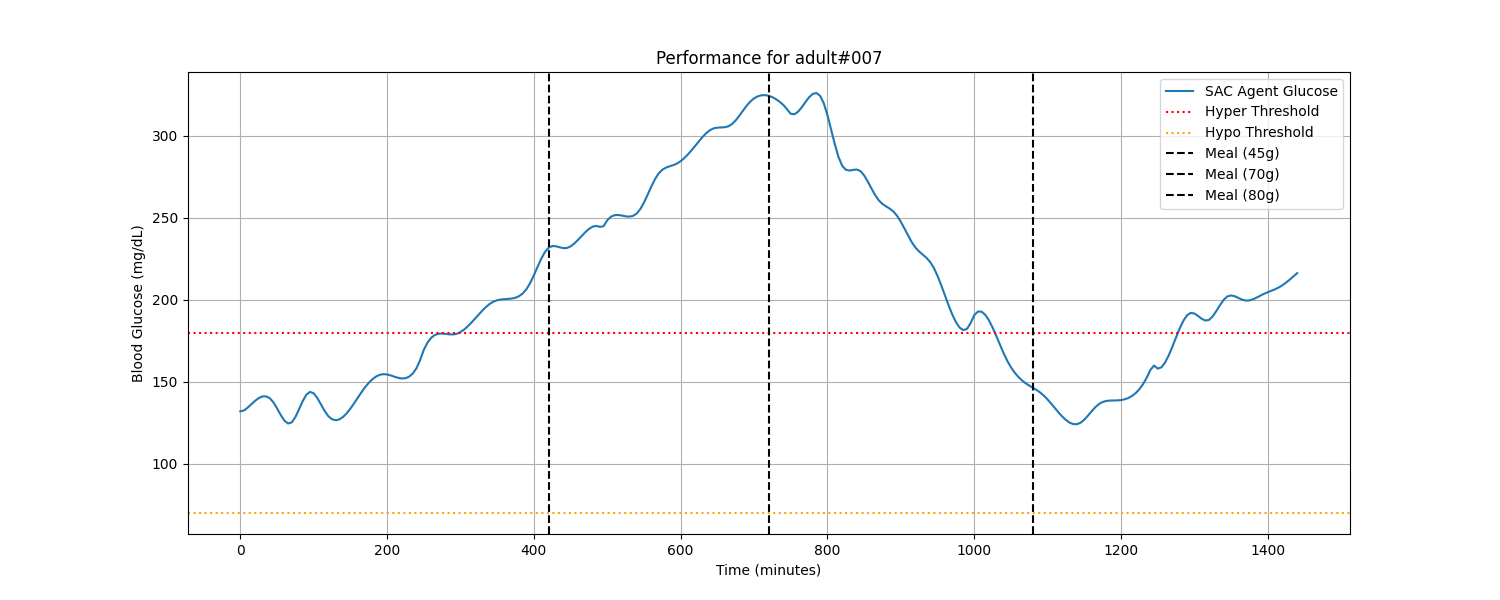 Performance for adult#007
SAC Agent Glucose
Hyper Threshold
Hypo Threshold
Meal (45g)
Meal (70g)
Meal (80g)
Blood Glucose (mg/dL)
300
250
200
150
100
0 200 400 600 800 1000 1200 1400
Time (minutes)